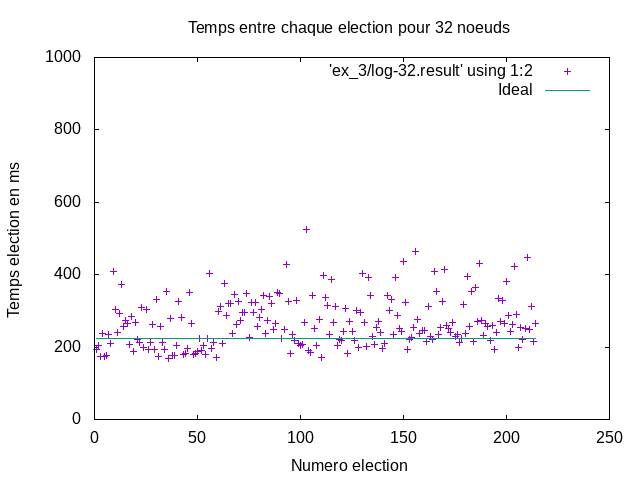 Temps entre chaque election pour 32 noeuds
'ex_3/log-32.result' using 1:2
Ideal
Temps election en ms
1000
800
600
400
200
0
0 50 100 150 200 250
Numero election